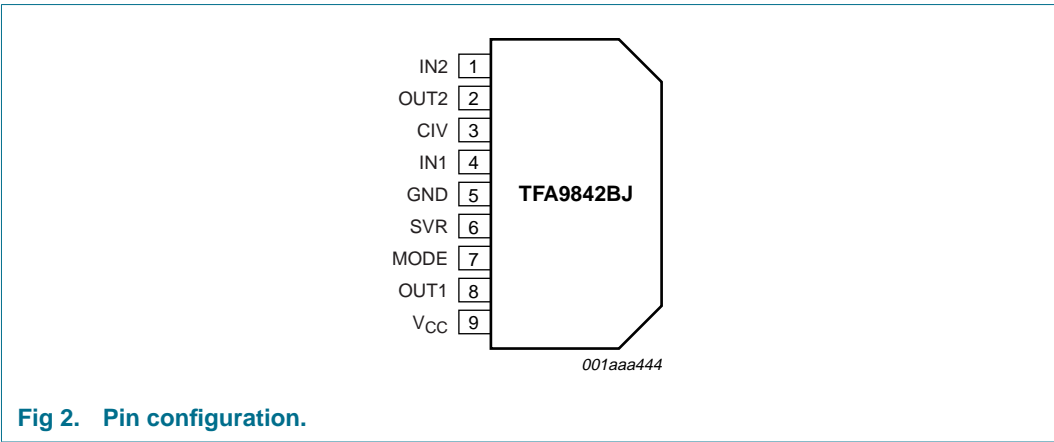 IN2 1
OUT2 2
CIV 3
IN1 4
GND 5 TFA9842BJ
SVR 6
MODE 7
OUT1 8
VCC 9
001aaa444
Fig 2. Pin configuration.